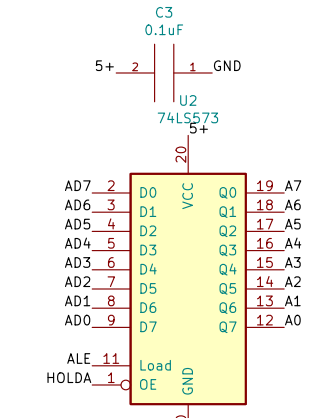 C3
0.1uF
5+ 2 1 GND
U2
74LS573
5+
20
VCC
AD7 2 D0 Q0 19 A7
AD6 3 D1 Q1 18 A6
AD5 4 D2 Q2 17 A5
AD4 5 D3 Q3 16 A4
AD3 6 D4 Q4 15 A3
AD2 7 D5 Q5 14 A2
AD1 8 D6 Q6 13 A1
AD0 9 D7 Q7 12 A0
ALE 11 Load
HOLDA 1 OE
GND